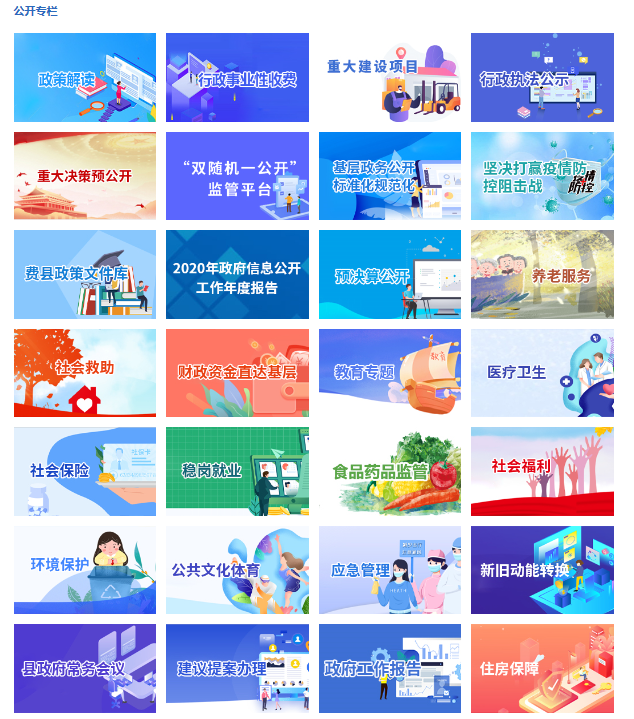 公开专栏
政策解读
行政事业性收费
重大建设项目
行政执法公示
重大决策预公开
“双随机一公开”
监管平台
基层政务公开
标准化规范化
坚决打赢疫情防
控阻击战
疫情
防控
费县政策文件库
2020年政府信息公开
工作年度报告
预决算公开
养老服务
社会救助
财政资金直达基层
教育专题
教育
医疗卫生
社会保险
社保卡
稳岗就业
食品药品监管
社会福利
环境保护
公共文化体育
应急管理
HEALTH
新旧动能转换
县政府常务会议
建议提案办理
政府工作报告
住房保障